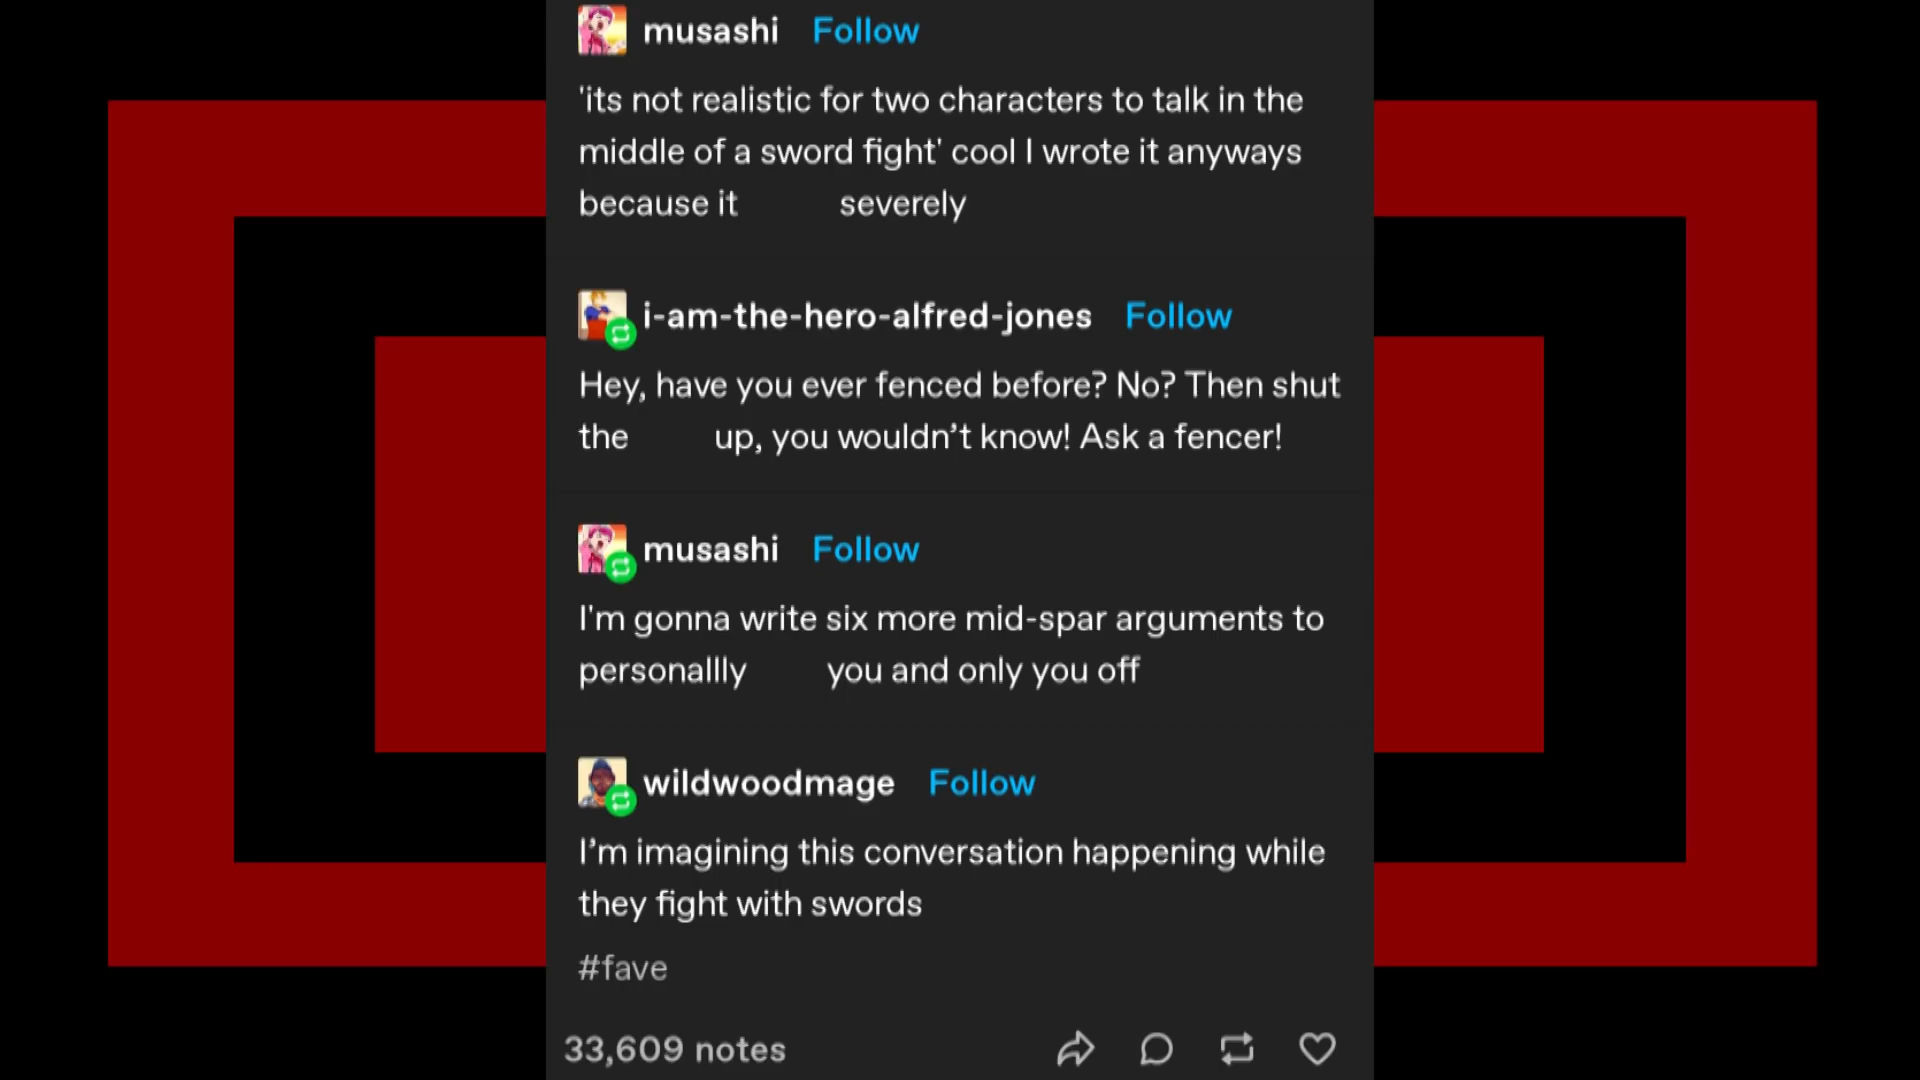 musashi Follow
'its not realistic for two characters to talk in the
middle of a sword fight' cool I wrote it anyways
because it severely
i-am-the-hero-alfred-jones Follow
Hey, have you ever fenced before? No? Then shut
the up, you wouldn’t know! Ask a fencer!
musashi Follow
I'm gonna write six more mid-spar arguments to
personallly you and only you off
wildwoodmage Follow
I’m imagining this conversation happening while
they fight with swords
#fave
33,609 notes